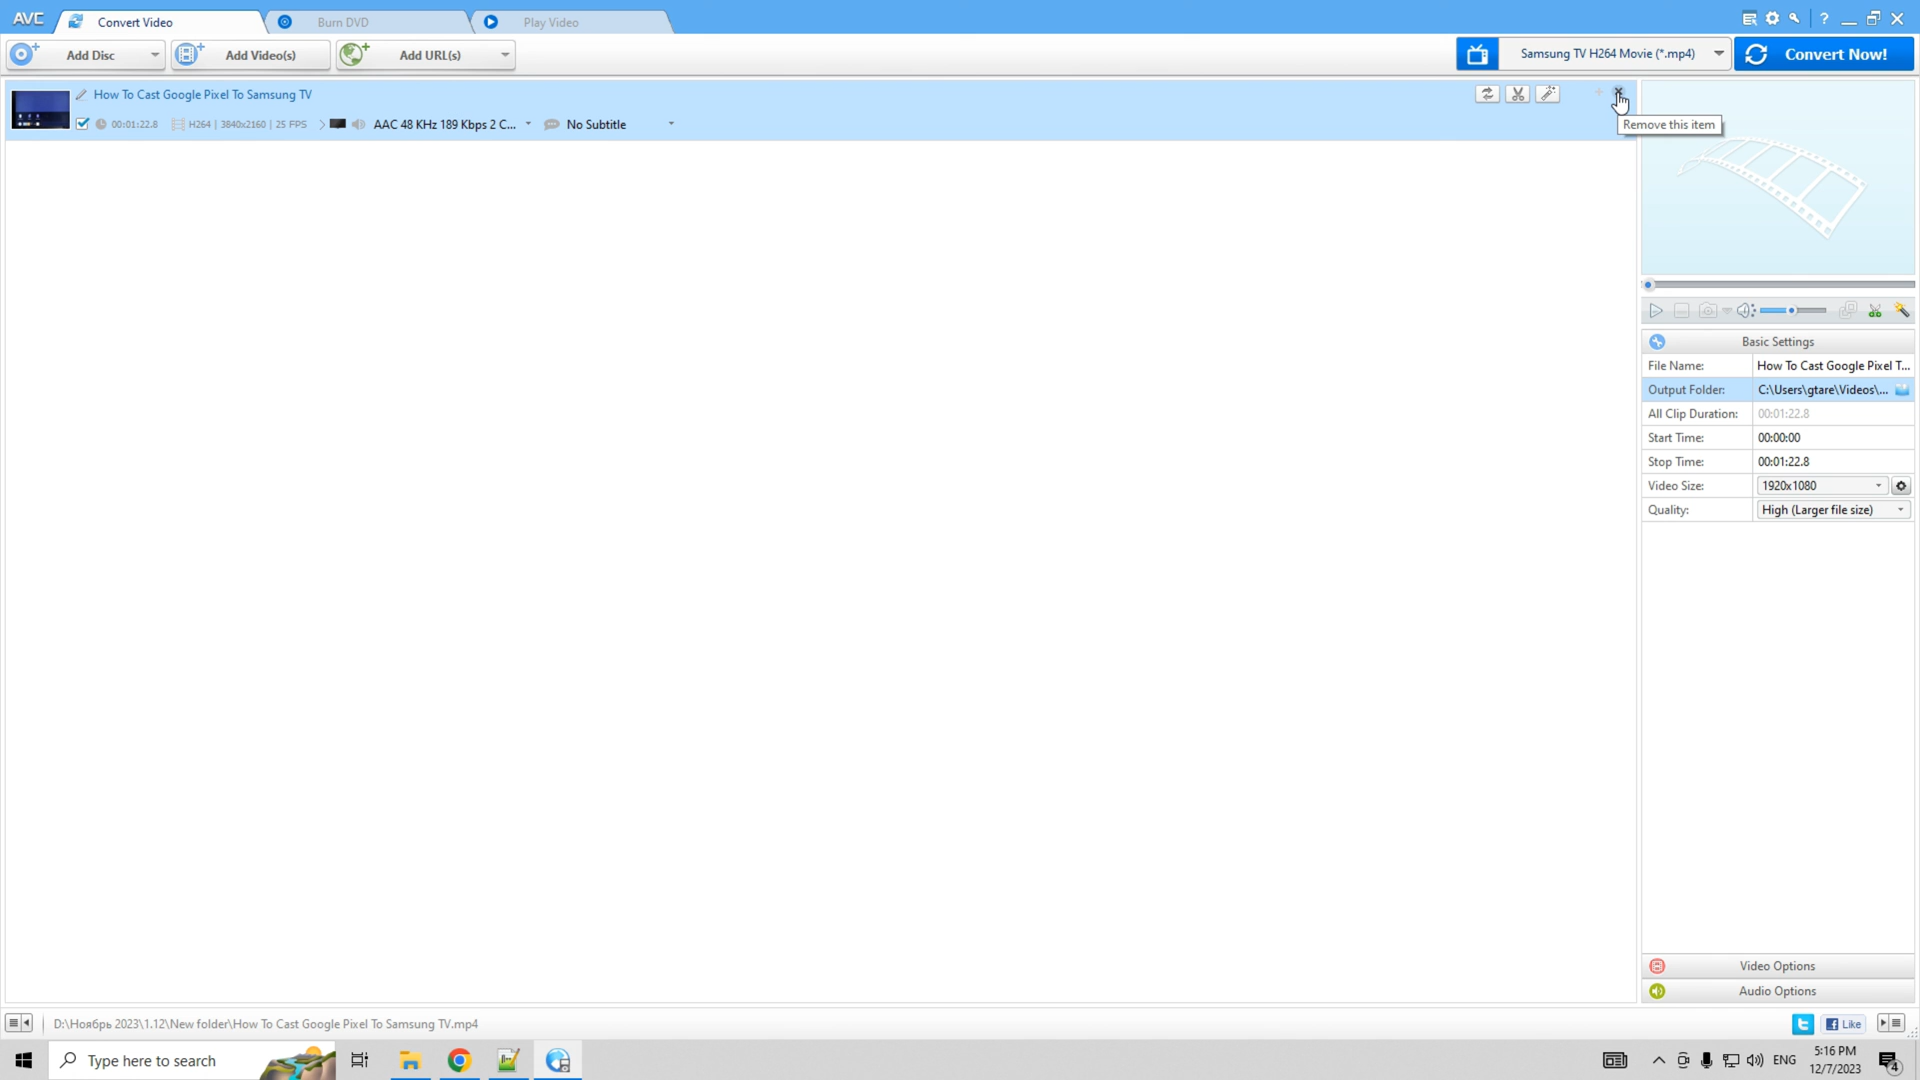 AVC
Convert Video
Burn DVD
Play Video
?
Add Disc
Add Video(s)
Add URL(s)
Samsung TV H264 Movie (*.mp4)
Convert Now!
How To Cast Google Pixel To Samsung TV
00:01:22.8
H264 | 3840x2160 | 25 FPS
AAC 48 KHz 189 Kbps 2 C...
No Subtitle
Remove this item
Basic Settings
File Name: How To Cast Google Pixel T...
Output Folder: C:\Users\gtare\Videos\...
All Clip Duration: 00:01:22.8
Start Time: 00:00:00
Stop Time: 00:01:22.8
Video Size: 1920x1080
Quality: High (Larger file size)
Video Options
Audio Options
D:\Ноябрь 2023\1.12\New folder\How To Cast Google Pixel To Samsung TV.mp4
Like
Type here to search
ENG
5:16 PM
12/7/2023
4